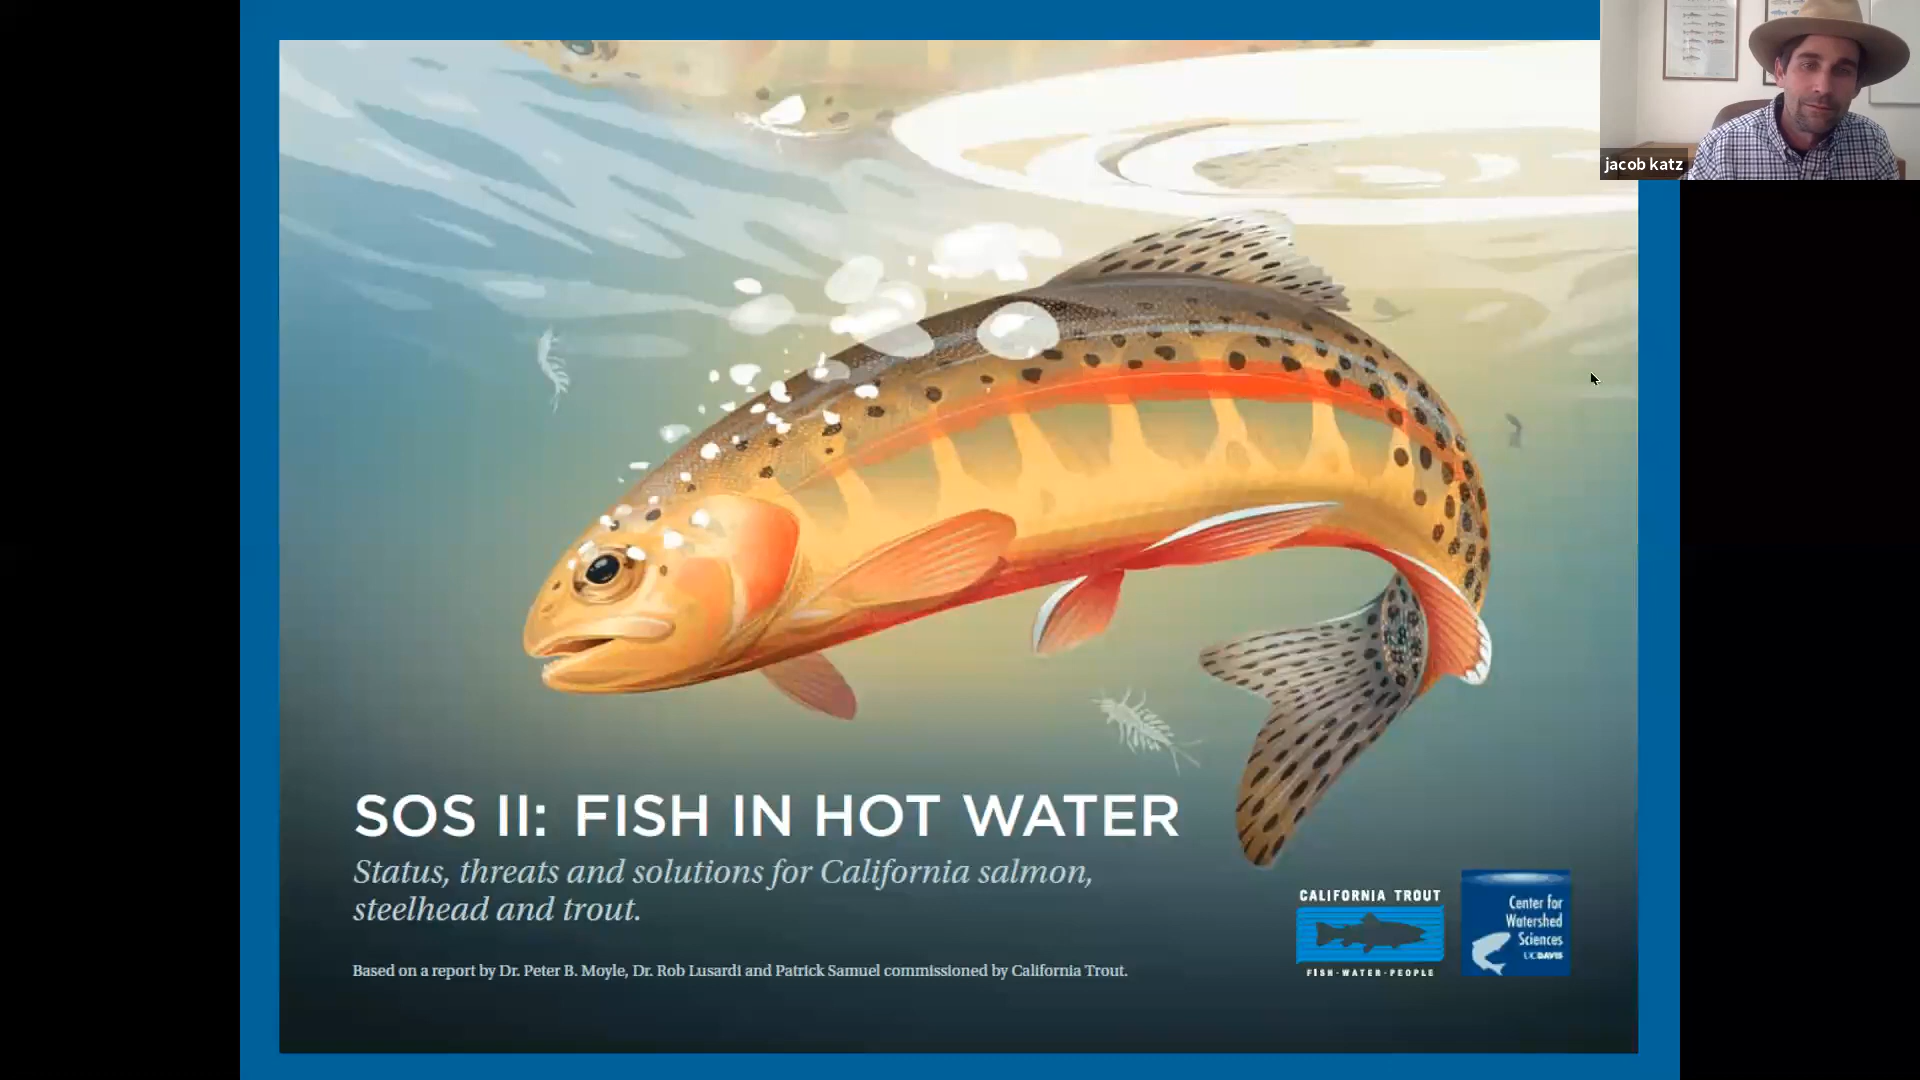 jacob katz
SOS II: FISH IN HOT WATER
Status, threats and solutions for California salmon,
steelhead and trout.
Based on a report by Dr. Peter B. Moyle, Dr. Rob Lusardi and Patrick Samuel commissioned by California Trout.
CALIFORNIA TROUT
FISH·WATER·PEOPLE
Center for
Watershed
Sciences
UCDAVIS